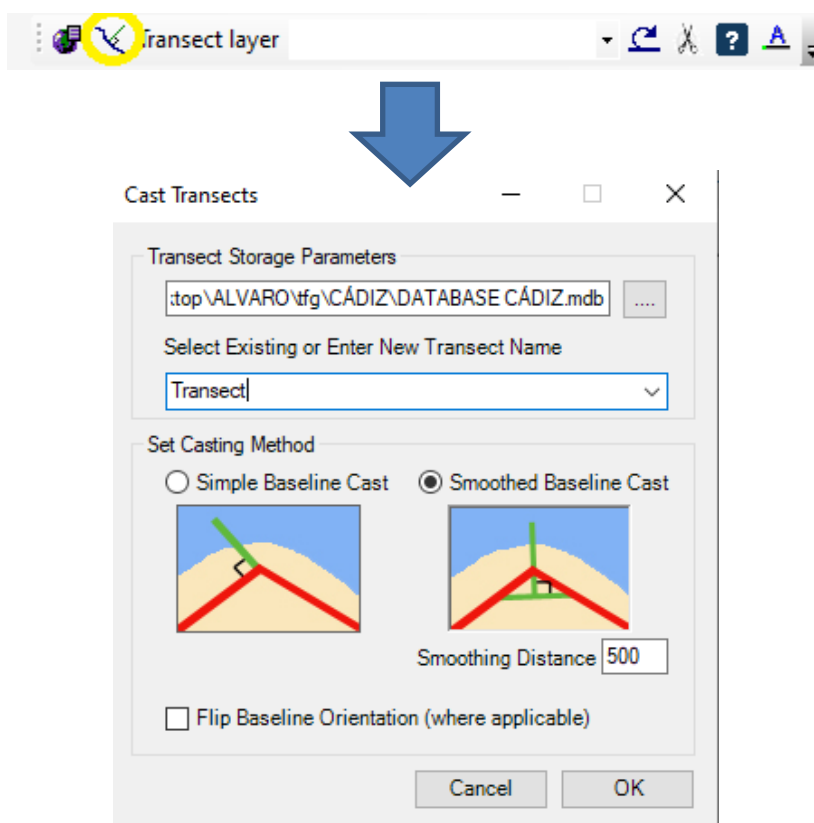 Transect layer
?
A
Cast Transects
Transect Storage Parameters
:top\ALVARO\tfg\CÁDIZ\DATABASE CÁDIZ.mdb
....
Select Existing or Enter New Transect Name
Transect
Set Casting Method
Simple Baseline Cast
Smoothed Baseline Cast
Smoothing Distance 500
Flip Baseline Orientation (where applicable)
Cancel
OK